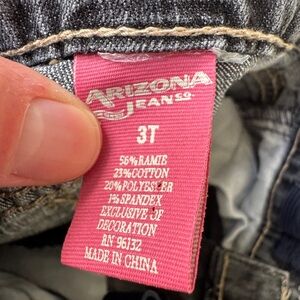 ARIZONA
JEANS CO.
3T
56% RAMIE
23% COTTON
20% POLYESTER
1% SPANDEX
EXCLUSIVE OF
DECORATION
RN 96132
MADE IN CHINA